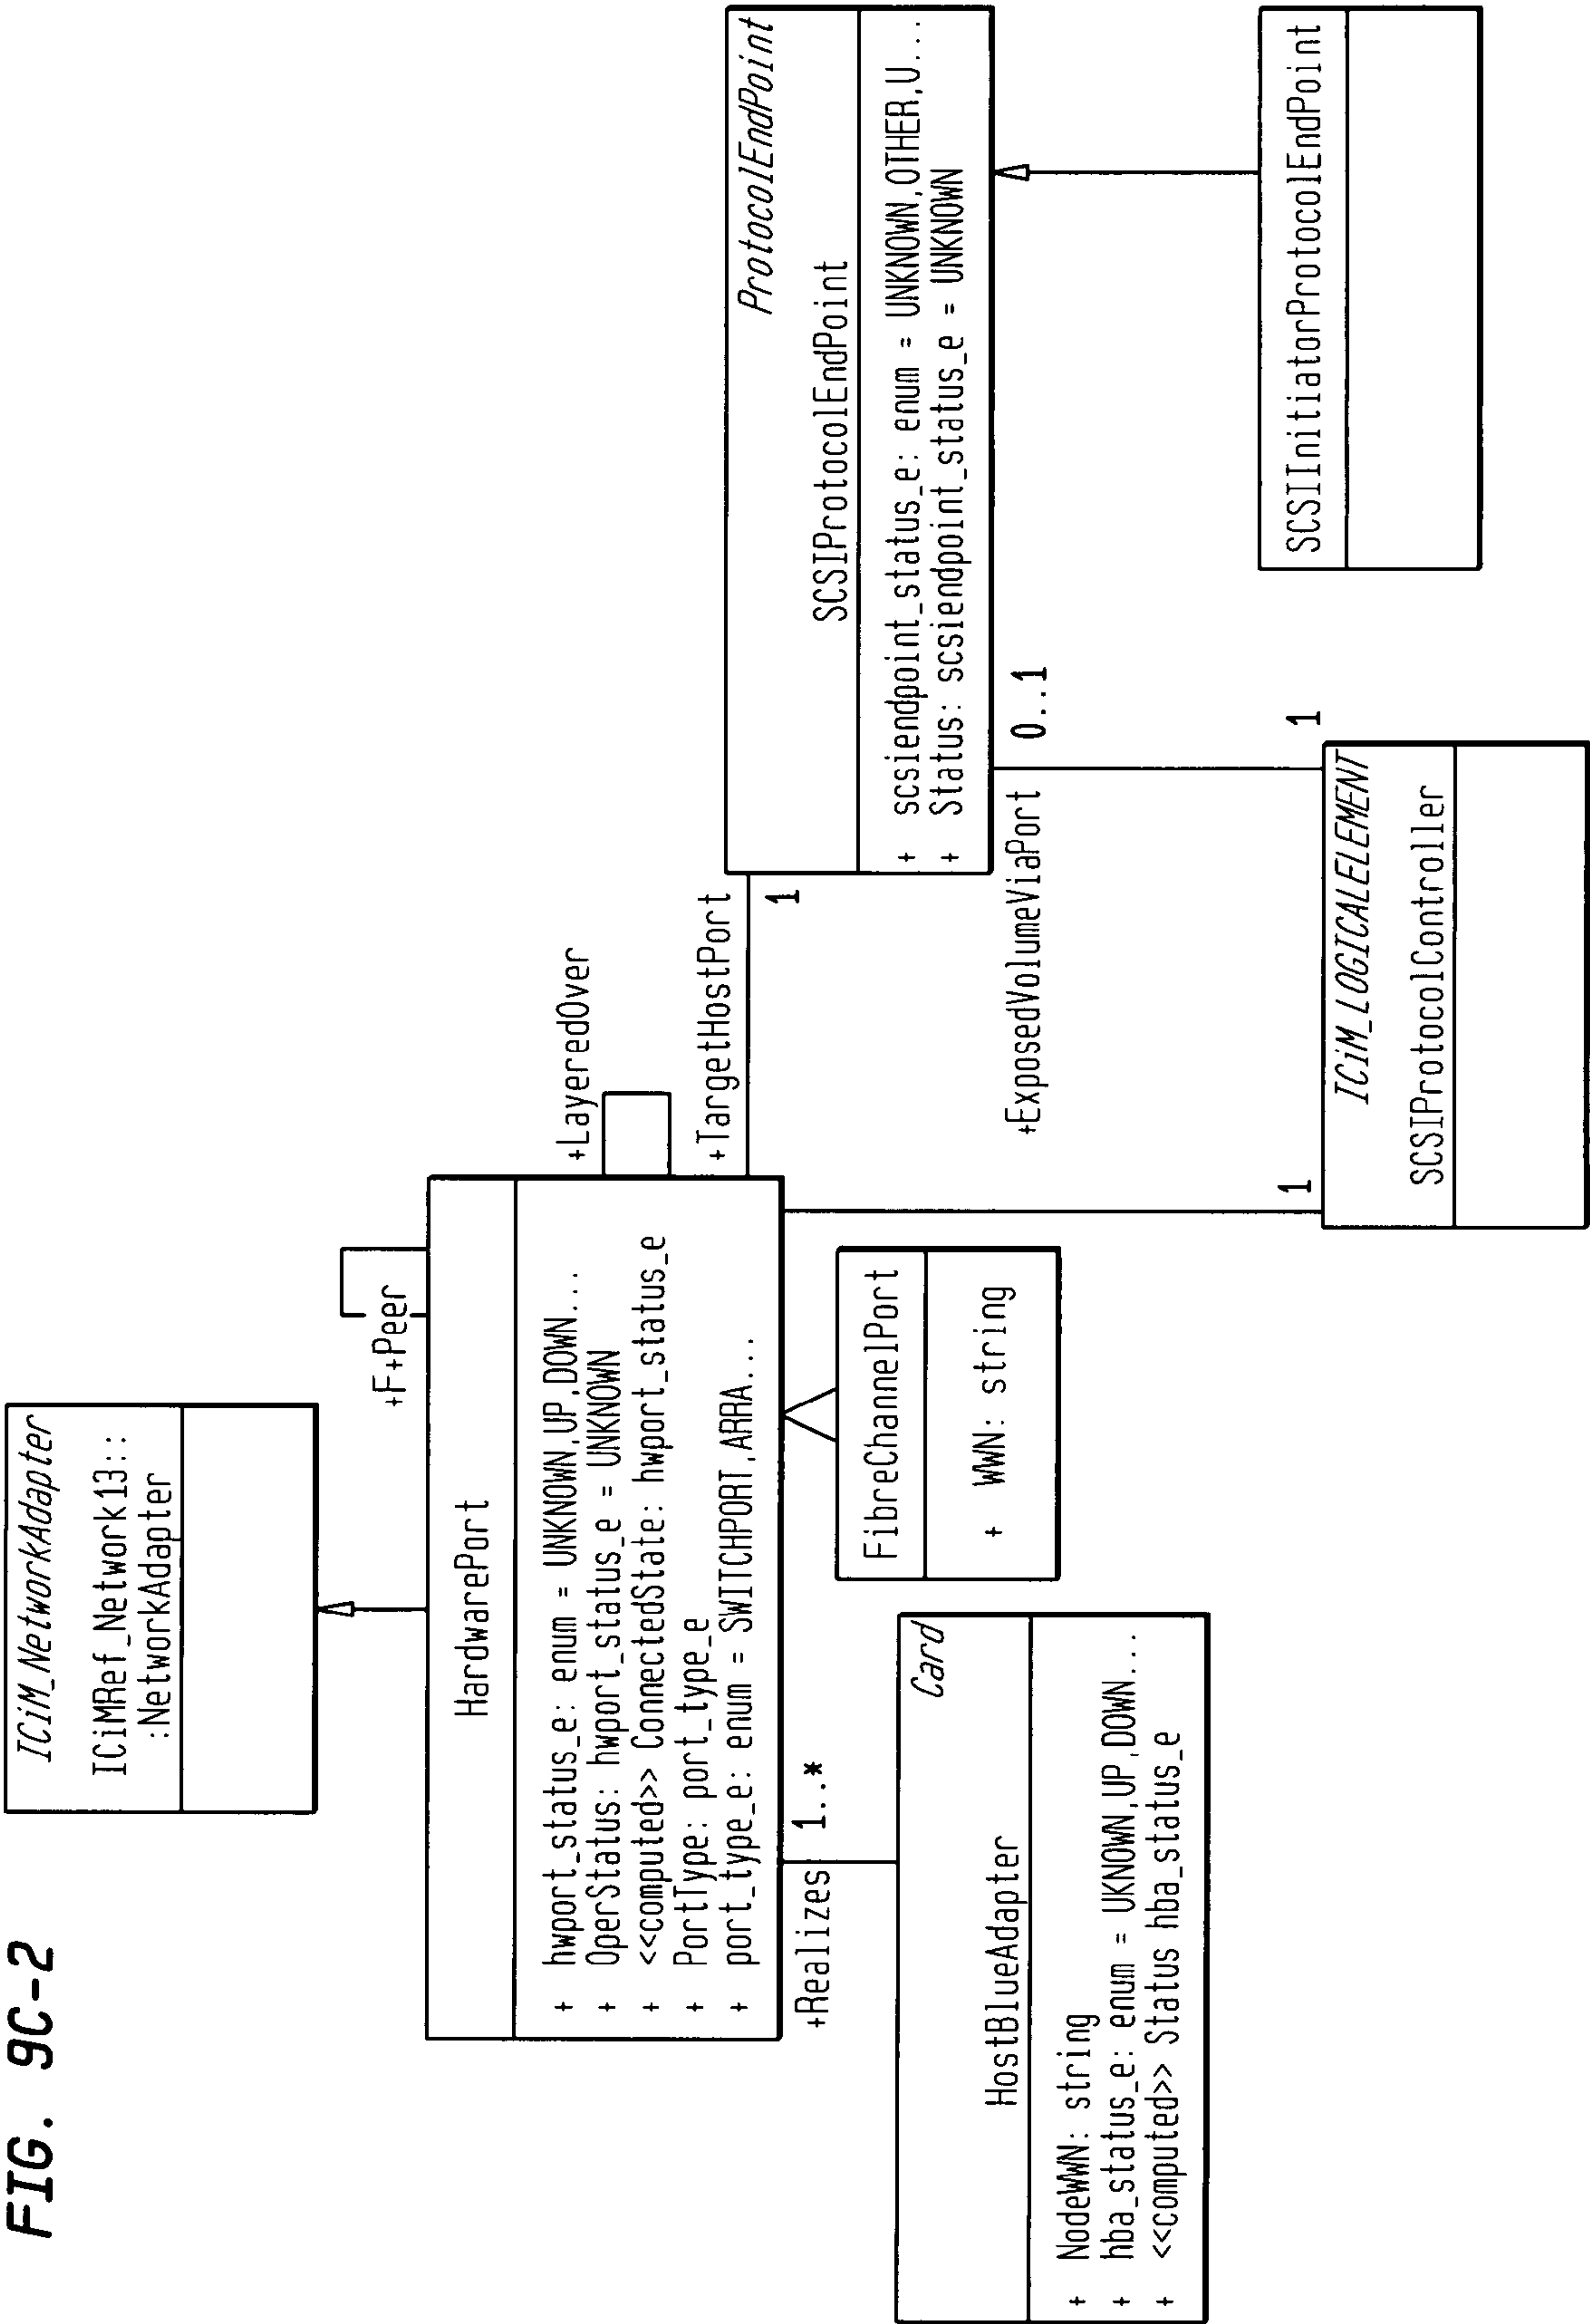 FIG. 9C-2
ICiM_NetworkAdapter
ICiMRef_Network13::
:NetworkAdapter
+F+Peer
HardwarePort
+ hwport_status_e: enum = UNKNOWN,UP,DOWN...
+ OperStatus: hwport_status_e = UNKNOWN
+ <<computed>> ConnectedState: hwport_status_e
+ PortType: port_type_e
+ port_type_e: enum = SWITCHPORT,ARRA...
+LayeredOver
+TargetHostPort
1
ProtocolEndPoint
SCSIProtocolEndPoint
+ scsiendpoint_status_e: enum = UNKNOWN,OTHER,U...
+ Status: scsiendpoint_status_e = UNKNOWN
+Realizes
1..*
Card
HostBlueAdapter
+ NodeWWN: string
+ hba_status_e: enum = UKNOWN,UP,DOWN...
+ <<computed>> Status hba_status_e
FibreChannelPort
+ WWN: string
+ExposedVolumeViaPort
0..1
1
1
ICiM_LOGICALELEMENT
SCSIProtocolController
SCSIInitiatorProtocolEndPoint